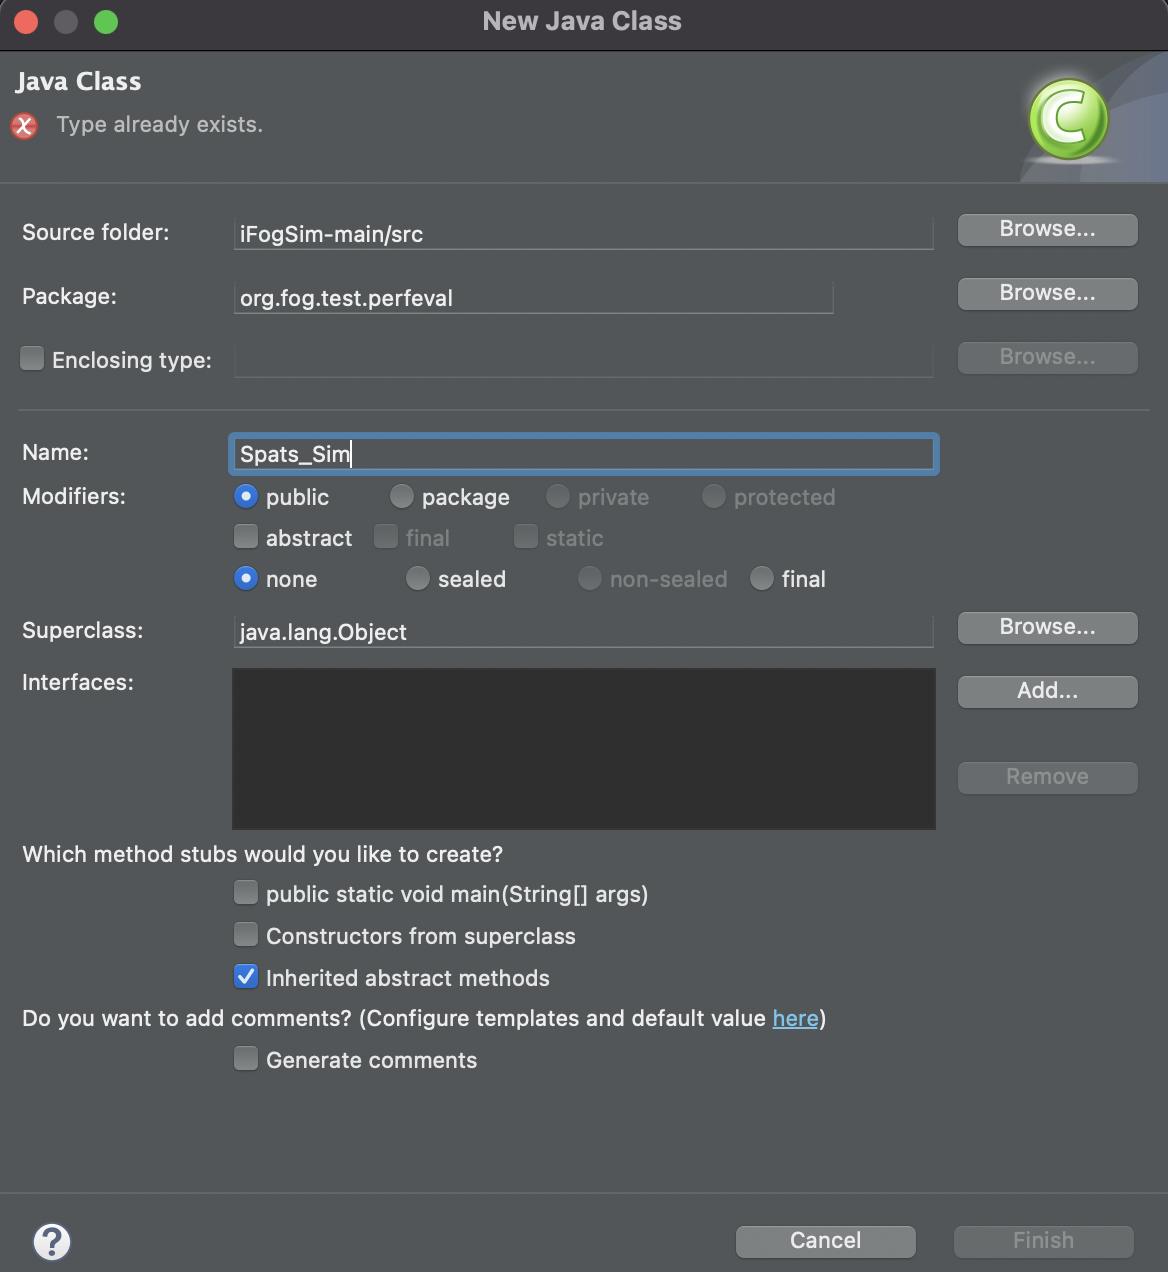 New Java Class
Java Class
Type already exists.
C
Source folder: iFogSim-main/src Browse...
Package: org.fog.test.perfeval Browse...
Enclosing type: Browse...
Name: Spats_Sim
Modifiers: public package private protected
abstract final static
none sealed non-sealed final
Superclass: java.lang.Object Browse...
Interfaces: Add...
Remove
Which method stubs would you like to create?
public static void main(String[] args)
Constructors from superclass
Inherited abstract methods
Do you want to add comments? (Configure templates and default value here)
Generate comments
? Cancel Finish